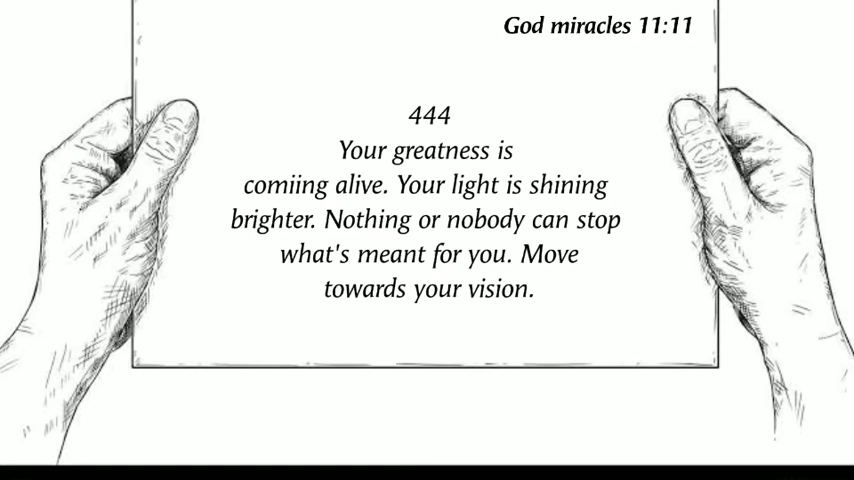 God miracles 11:11
444
Your greatness is
comiing alive. Your light is shining
brighter. Nothing or nobody can stop
what's meant for you. Move
towards your vision.